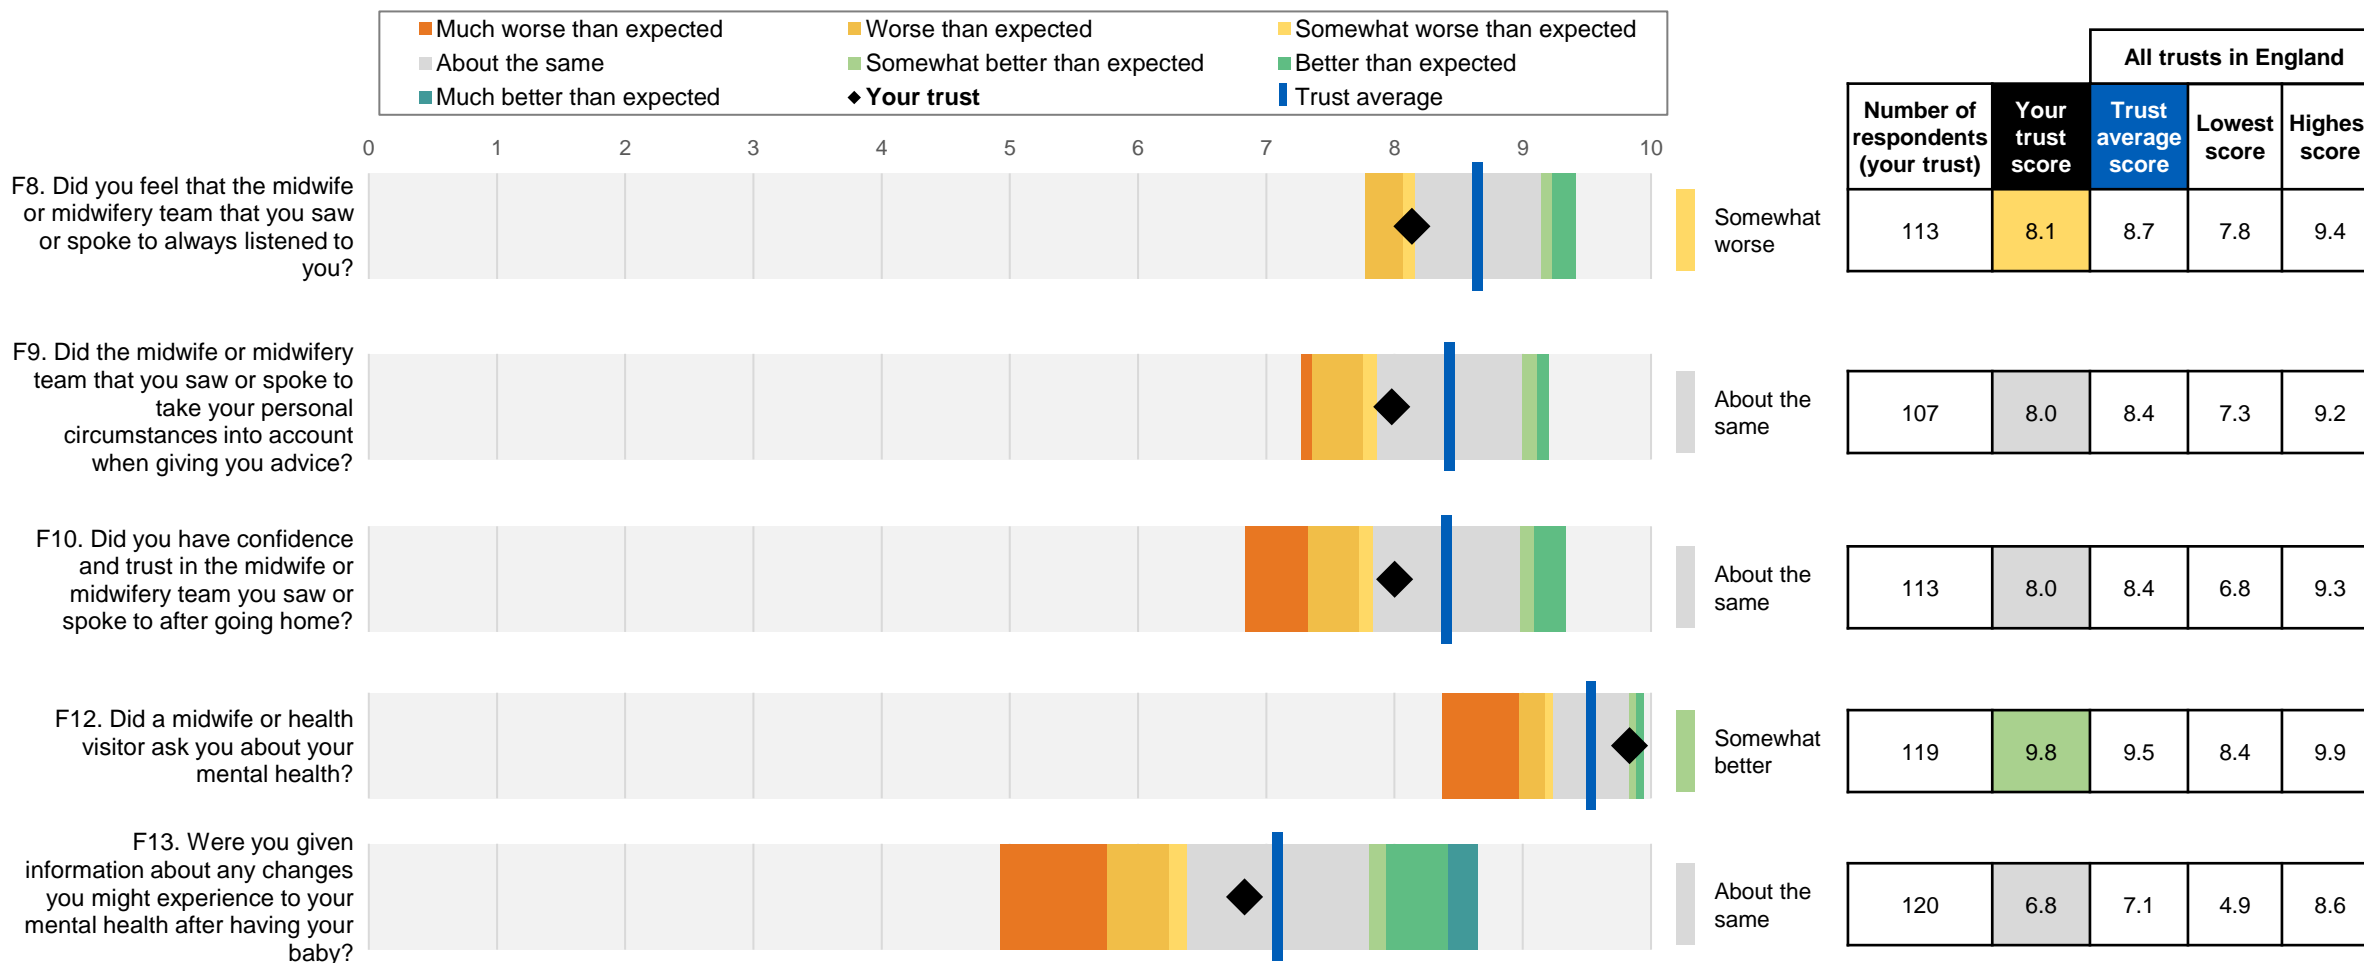 Much worse than expected
Worse than expected
Somewhat worse than expected
About the same
Somewhat better than expected
Better than expected
Much better than expected
Your trust
Trust average
All trusts in England
Number of
respondents
(your trust)
Your
trust
score
Trust
average
score
Lowest
score
Highes
score
0 1 2 3 4 5 6 7 8 9 10
F8. Did you feel that the midwife
or midwifery team that you saw
or spoke to always listened to
you?
Somewhat
worse
113 8.1 8.7 7.8 9.4
F9. Did the midwife or midwifery
team that you saw or spoke to
take your personal
circumstances into account
when giving you advice?
About the
same
107 8.0 8.4 7.3 9.2
F10. Did you have confidence
and trust in the midwife or
midwifery team you saw or
spoke to after going home?
About the
same
113 8.0 8.4 6.8 9.3
F12. Did a midwife or health
visitor ask you about your
mental health?
Somewhat
better
119 9.8 9.5 8.4 9.9
F13. Were you given
information about any changes
you might experience to your
mental health after having your
baby?
About the
same
120 6.8 7.1 4.9 8.6